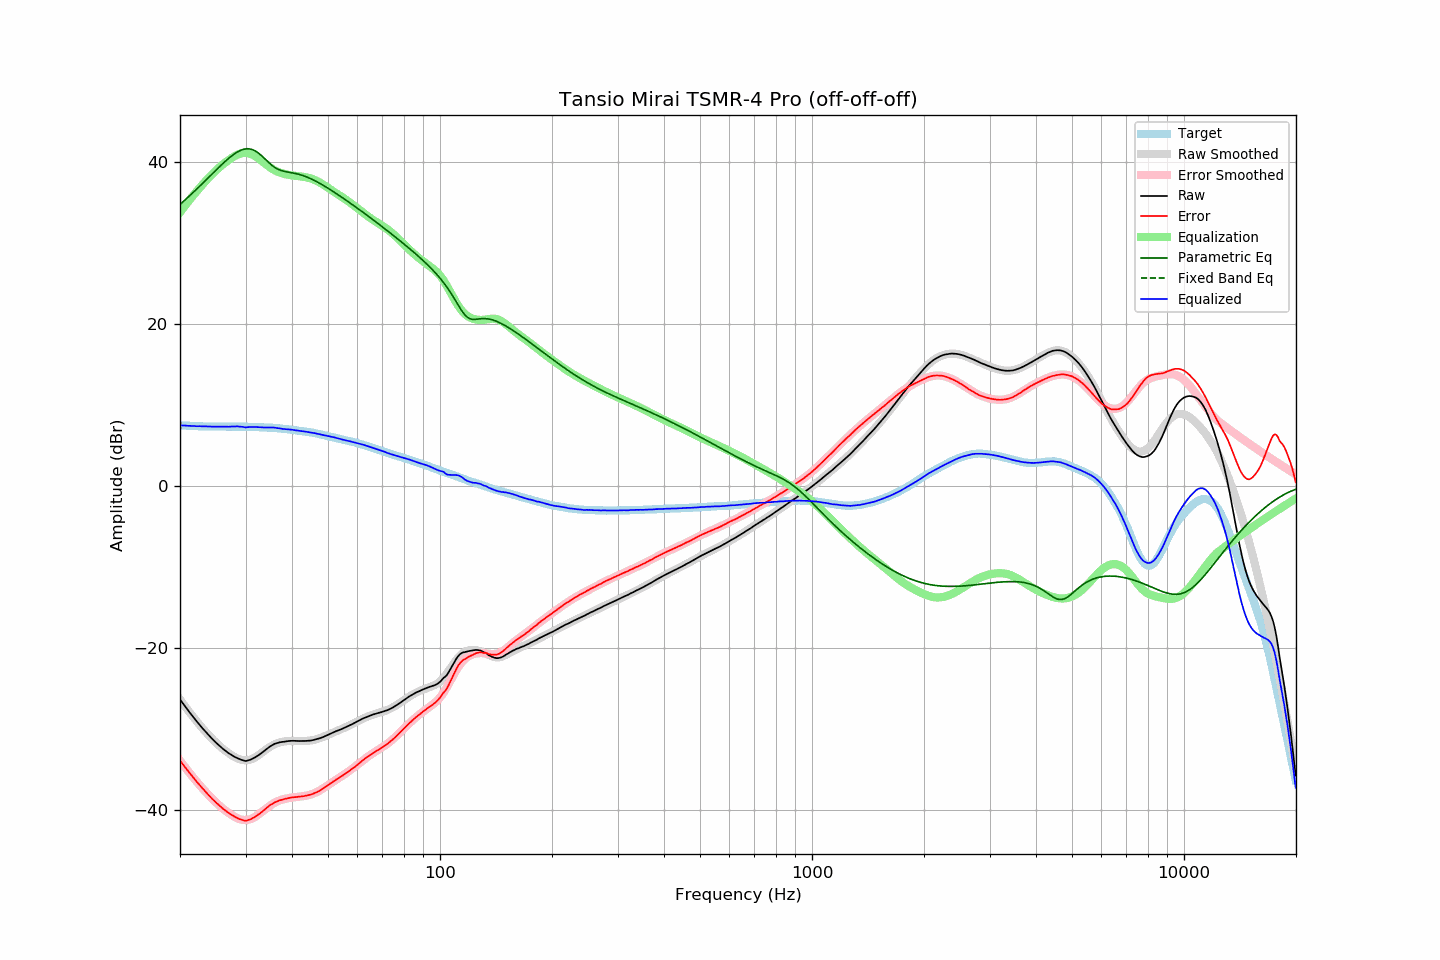 Tansio Mirai TSMR-4 Pro (off-off-off)
Target
Raw Smoothed
Error Smoothed
Raw
Error
Equalization
Parametric Eq
Fixed Band Eq
Equalized
40
20
0
−20
−40
Amplitude (dBr)
100
1000
10000
Frequency (Hz)